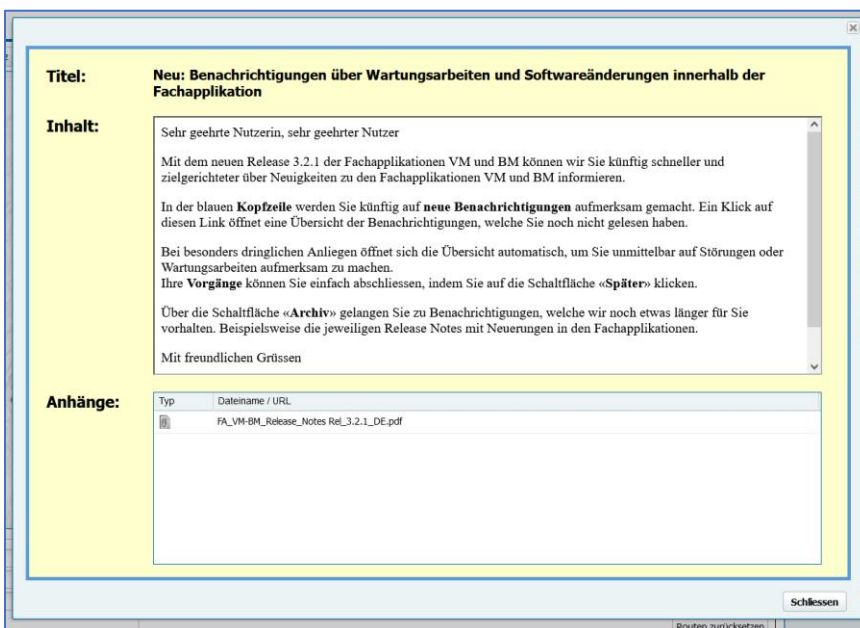 Titel:
Neu: Benachrichtigungen über Wartungsarbeiten und Softwareänderungen innerhalb der
Fachapplikation
Inhalt:
Sehr geehrte Nutzerin, sehr geehrter Nutzer
Mit dem neuen Release 3.2.1 der Fachapplikationen VM und BM können wir Sie künftig schneller und
zielgerichteter über Neuigkeiten zu den Fachapplikationen VM und BM informieren.
In der blauen Kopfzeile werden Sie künftig auf neue Benachrichtigungen aufmerksam gemacht. Ein Klick auf
diesen Link öffnet eine Übersicht der Benachrichtigungen, welche Sie noch nicht gelesen haben.
Bei besonders dringlichen Anliegen öffnet sich die Übersicht automatisch, um Sie unmittelbar auf Störungen oder
Wartungsarbeiten aufmerksam zu machen.
Ihre Vorgänge können Sie einfach abschliessen, indem Sie auf die Schaltfläche «Später» klicken.
Über die Schaltfläche «Archiv» gelangen Sie zu Benachrichtigungen, welche wir noch etwas länger für Sie
vorhalten. Beispielsweise die jeweiligen Release Notes mit Neuerungen in den Fachapplikationen.
Mit freundlichen Grüssen
Anhänge:
Typ Dateiname / URL
FA_VM-BM_Release_Notes Rel_3.2.1_DE.pdf
Schliessen
Routen zurücksetzen